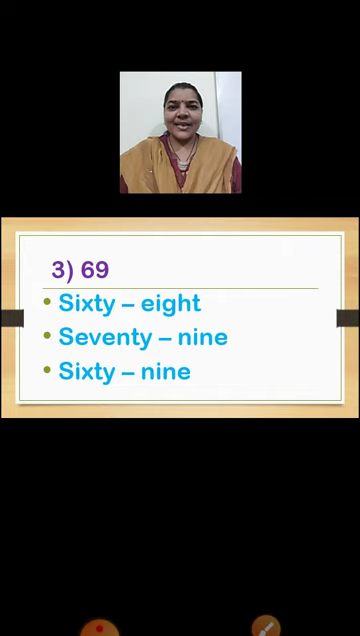 3) 69
• Sixty – eight
• Seventy – nine
• Sixty – nine